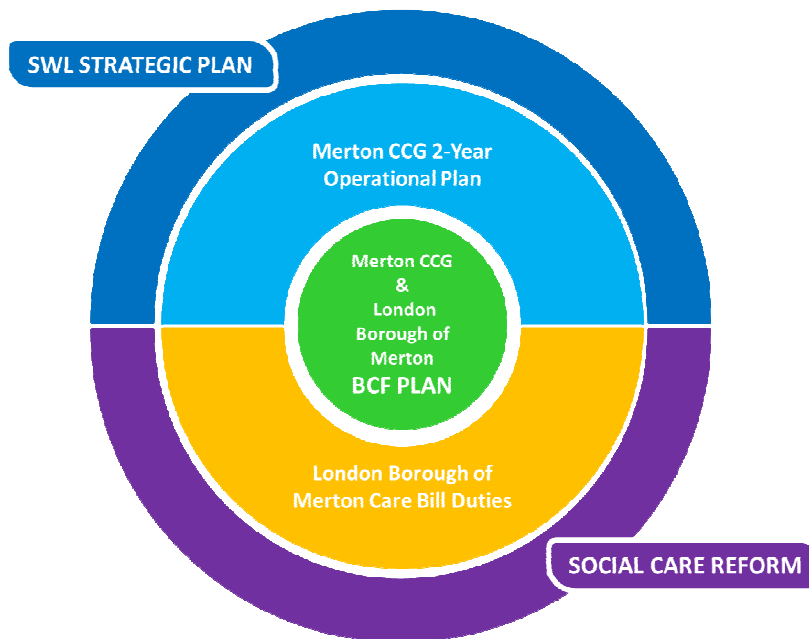 SWL STRATEGIC PLAN
Merton CCG 2-Year
Operational Plan
Merton CCG
&
London
Borough of
Merton
BCF PLAN
London Borough of
Merton Care Bill Duties
SOCIAL CARE REFORM